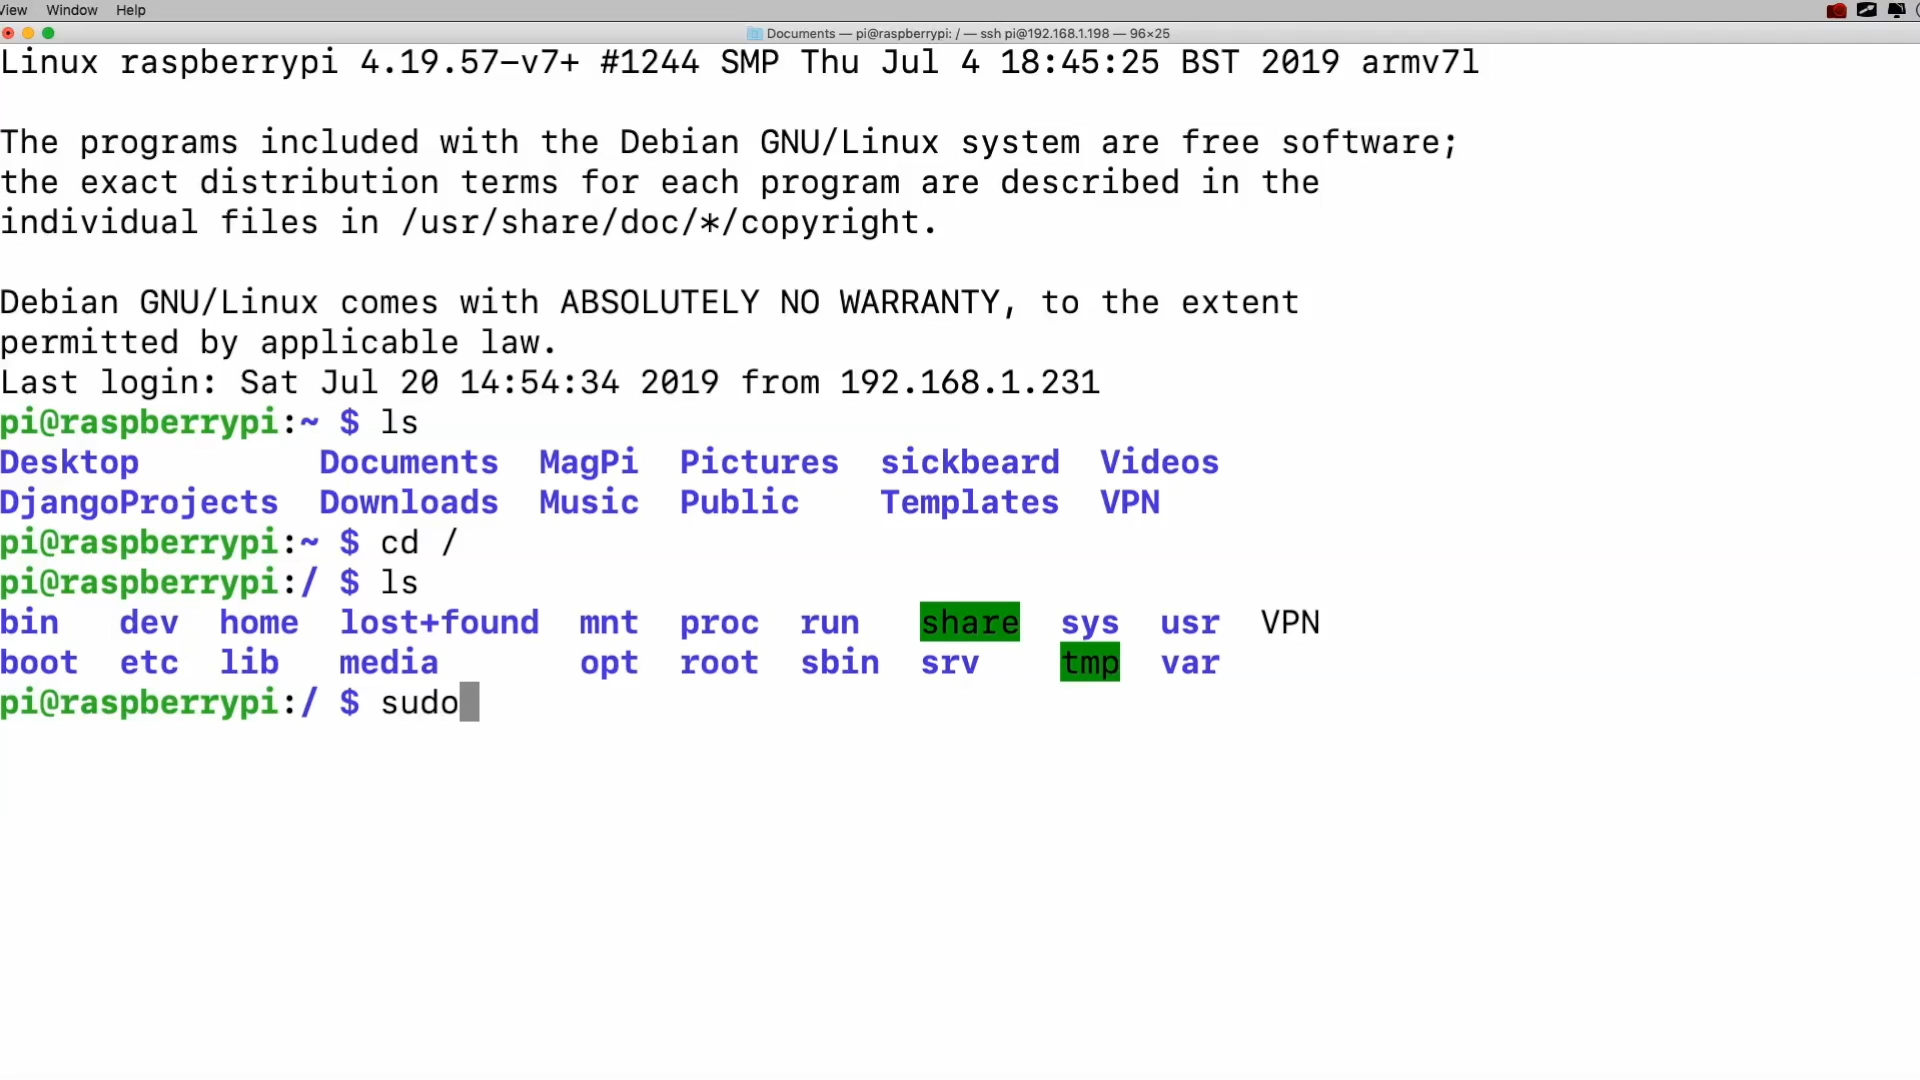 View Window Help
Documents — pi@raspberrypi: / — ssh pi@192.168.1.198 — 96×25
Linux raspberrypi 4.19.57-v7+ #1244 SMP Thu Jul 4 18:45:25 BST 2019 armv7l
The programs included with the Debian GNU/Linux system are free software;
the exact distribution terms for each program are described in the
individual files in /usr/share/doc/*/copyright.
Debian GNU/Linux comes with ABSOLUTELY NO WARRANTY, to the extent
permitted by applicable law.
Last login: Sat Jul 20 14:54:34 2019 from 192.168.1.231
pi@raspberrypi:~ $ ls
Desktop Documents MagPi Pictures sickbeard Videos
DjangoProjects Downloads Music Public Templates VPN
pi@raspberrypi:~ $ cd /
pi@raspberrypi:/ $ ls
bin dev home lost+found mnt proc run share sys usr VPN
boot etc lib media opt root sbin srv tmp var
pi@raspberrypi:/ $ sudo